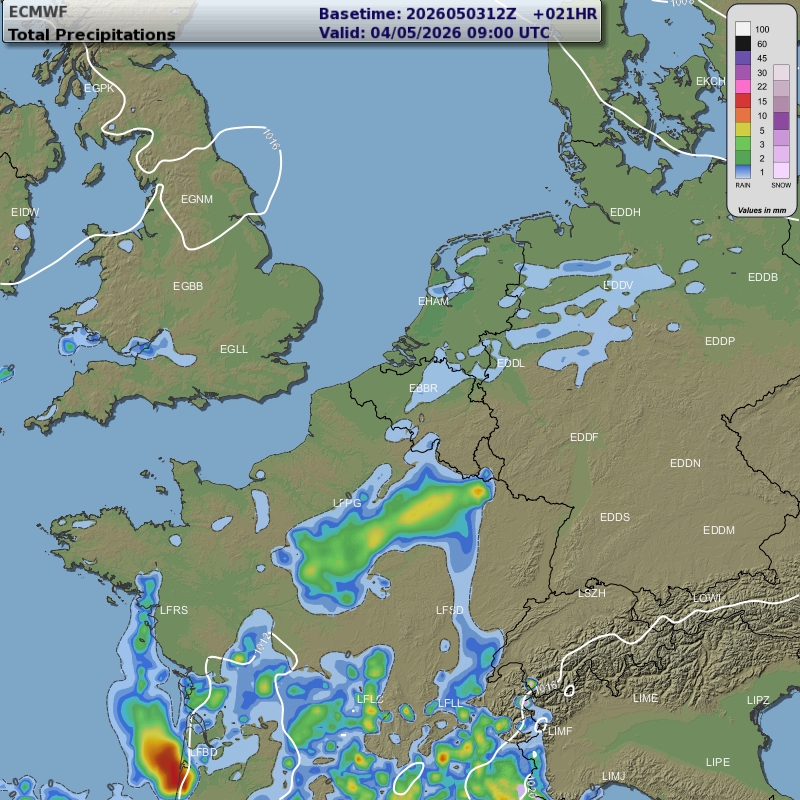 ECMWF
Basetime: 2026050312Z +021HR
Total Precipitations
Valid: 04/05/2026 09:00 UTC
100
60
45
30
22
15
10
5
3
2
1
RAIN
SNOW
Values in mm
EGPK
EKCH
1016
EGNM
EIDW
EDDH
EGBB
EDDV
EDDB
EHAM
EDDP
EGLL
EDDL
EBBR
EDDF
EDDN
LFPG
EDDS
EDDM
LSZH
LOWI
LFRS
LFSD
1013
1016
LFLC
LFLL
LIME
LIPZ
LIMF
LFBD
LIPE
LIMJ